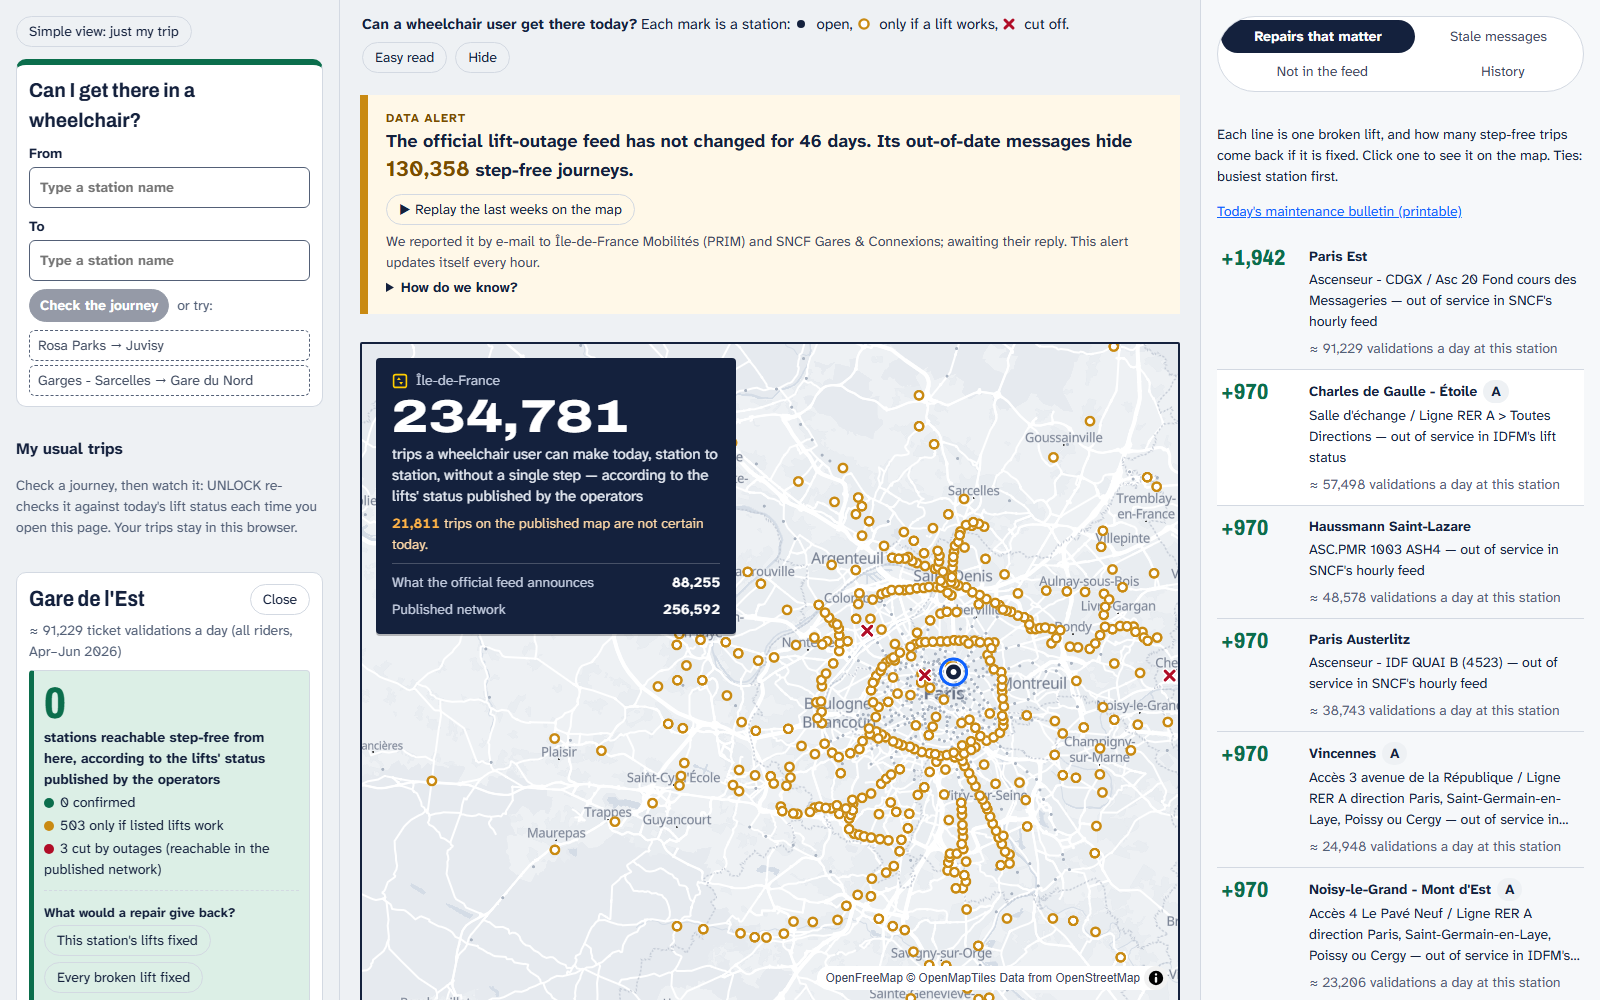 Simple view: just my trip
Can I get there in a
wheelchair?
From
Type a station name
To
Type a station name
Check the journey
or try:
Rosa Parks → Juvisy
Garges - Sarcelles → Gare du Nord
My usual trips
Check a journey, then watch it: UNLOCK re-
checks it against today's lift status each time you
open this page. Your trips stay in this browser.
Gare de l'Est
Close
≈ 91,229 ticket validations a day (all riders,
Apr–Jun 2026)
0
stations reachable step-free from
here, according to the lifts' status
published by the operators
0 confirmed
503 only if listed lifts work
3 cut by outages (reachable in the
published network)
What would a repair give back?
This station's lifts fixed
Every broken lift fixed
Can a wheelchair user get there today? Each mark is a station: open, only if a lift works, cut off.
Easy read
Hide
DATA ALERT
The official lift-outage feed has not changed for 46 days. Its out-of-date messages hide
130,358 step-free journeys.
▶ Replay the last weeks on the map
We reported it by e-mail to Île-de-France Mobilités (PRIM) and SNCF Gares & Connexions; awaiting their reply. This alert
updates itself every hour.
▶ How do we know?
Île-de-France
234,781
trips a wheelchair user can make today, station to
station, without a single step — according to the
lifts' status published by the operators
21,811 trips on the published map are not certain
today.
What the official feed announces 88,255
Published network 256,592
Goussainville
Sarcelles
Tremblay-
en-France
Villepinte
Argenteuil
Aulnay-sous-Bois
Montreuil
Paris
Champigny-
sur-Marne
ancières
Plaisir
Trappes
Guyancourt
Maurepas
OpenFreeMap © OpenMapTiles Data from OpenStreetMap
Repairs that matter
Stale messages
Not in the feed
History
Each line is one broken lift, and how many step-free trips
come back if it is fixed. Click one to see it on the map. Ties:
busiest station first.
Today's maintenance bulletin (printable)
+1,942
Paris Est
Ascenseur - CDGX / Asc 20 Fond cours des
Messageries — out of service in SNCF's
hourly feed
≈ 91,229 validations a day at this station
+970
Charles de Gaulle - Étoile A
Salle d'échange / Ligne RER A > Toutes
Directions — out of service in IDFM's lift
status
≈ 57,498 validations a day at this station
+970
Haussmann Saint-Lazare
ASC.PMR 1003 ASH4 — out of service in
SNCF's hourly feed
≈ 48,578 validations a day at this station
+970
Paris Austerlitz
Ascenseur - IDF QUAI B (4523) — out of
service in SNCF's hourly feed
≈ 38,743 validations a day at this station
+970
Vincennes A
Accès 3 avenue de la République / Ligne
RER A direction Paris, Saint-Germain-en-
Laye, Poissy ou Cergy — out of service in...
≈ 24,948 validations a day at this station
+970
Noisy-le-Grand - Mont d'Est A
Accès 4 Le Pavé Neuf / Ligne RER A
direction Paris, Saint-Germain-en-Laye,
Poissy ou Cergy — out of service in IDFM's...
≈ 23,206 validations a day at this station